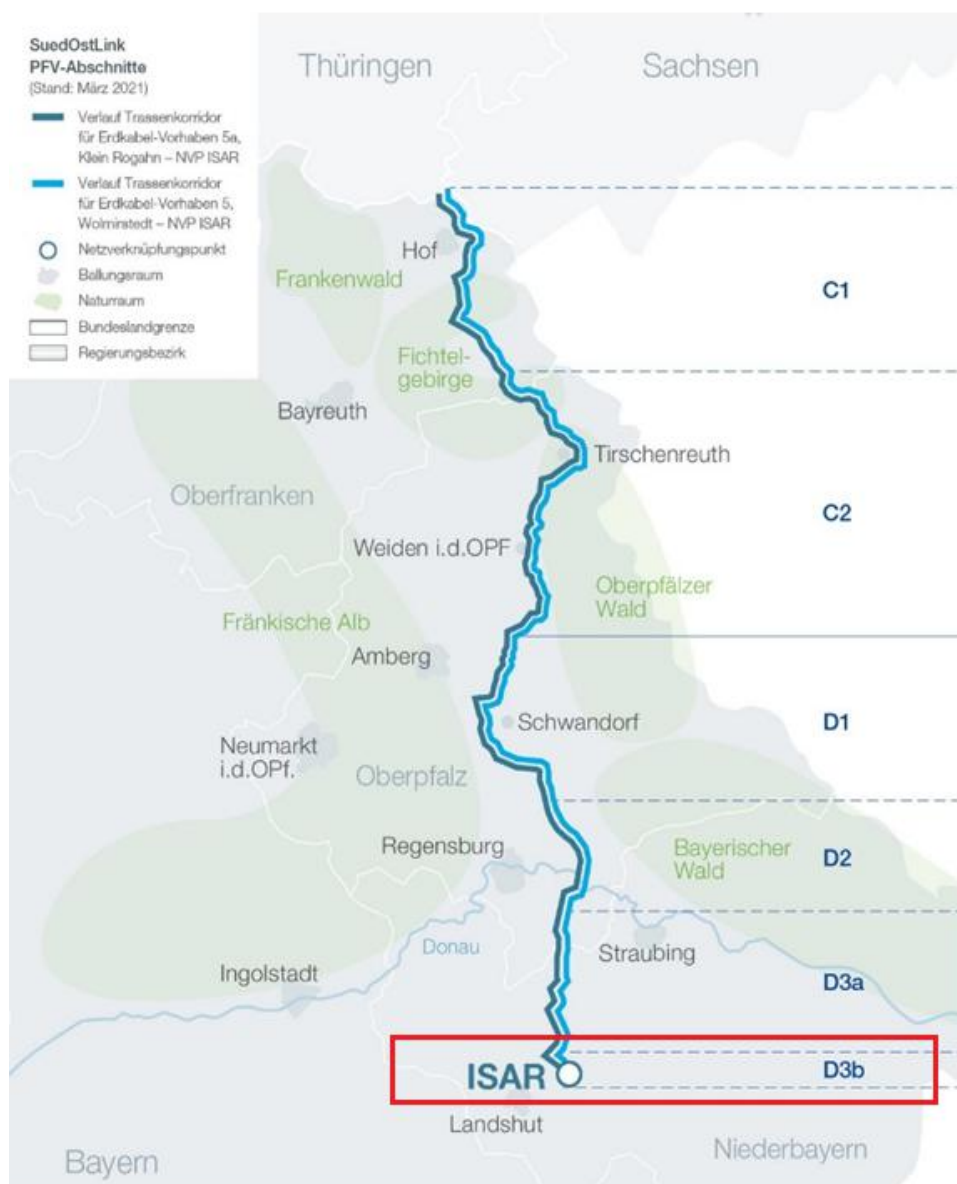 SuedOstLink
PFV-Abschnitte
(Stand: März 2021)
Verlauf Trassenkorridor
für Erdkabel-Vorhaben 5a,
Klein Rogahn – NVP ISAR
Verlauf Trassenkorridor
für Erdkabel-Vorhaben 5,
Wolmirstedt – NVP ISAR
Netzverknüpfungspunkt
Ballungsraum
Naturraum
Bundeslandgrenze
Regierungsbezirk
Thüringen
Sachsen
Hof
Frankenwald
C1
Fichtel-
gebirge
Bayreuth
Tirschenreuth
Oberfranken
C2
Weiden i.d.OPF
Oberpfälzer
Wald
Fränkische Alb
Amberg
Schwandorf
D1
Neumarkt
i.d.OPf.
Oberpfalz
Regensburg
Bayerischer
Wald
D2
Donau
Straubing
Ingolstadt
D3a
ISAR
D3b
Landshut
Niederbayern
Bayern